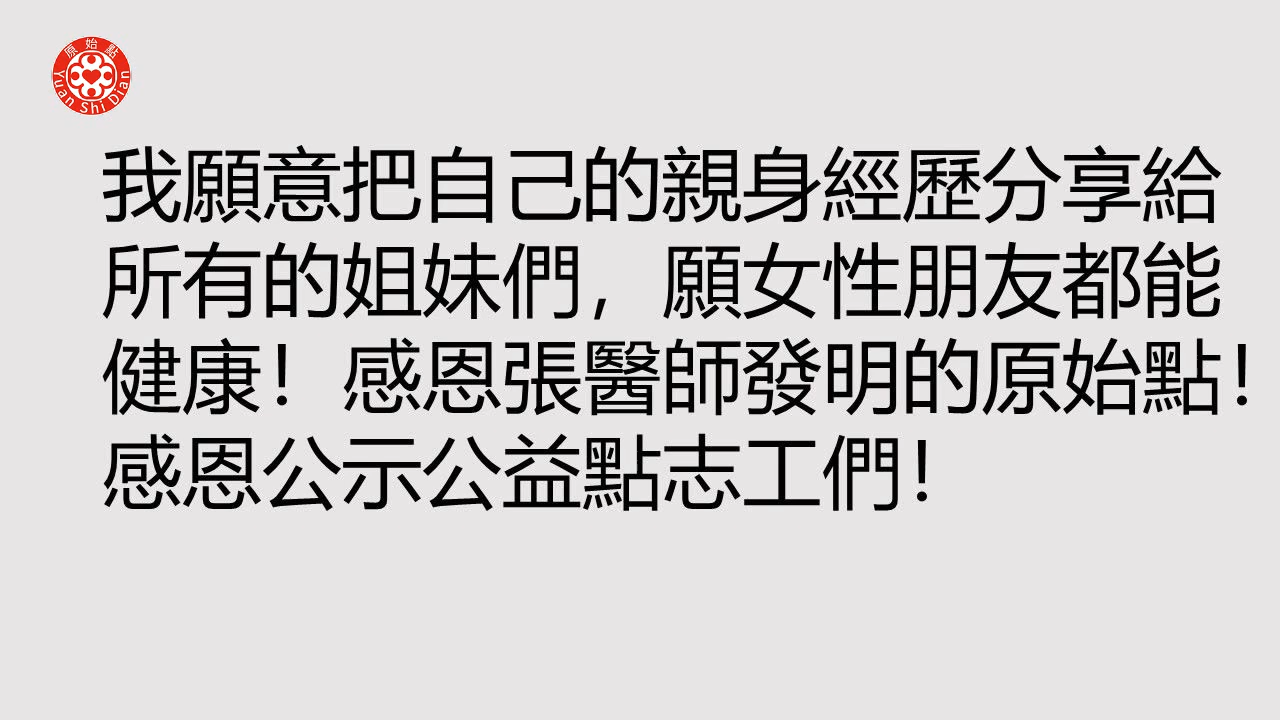 原始點
Yuan Shi Dian
我願意把自己的親身經歷分享給
所有的姐妹們，願女性朋友都能
健康！感恩張醫師發明的原始點！
感恩公示公益點志工們！